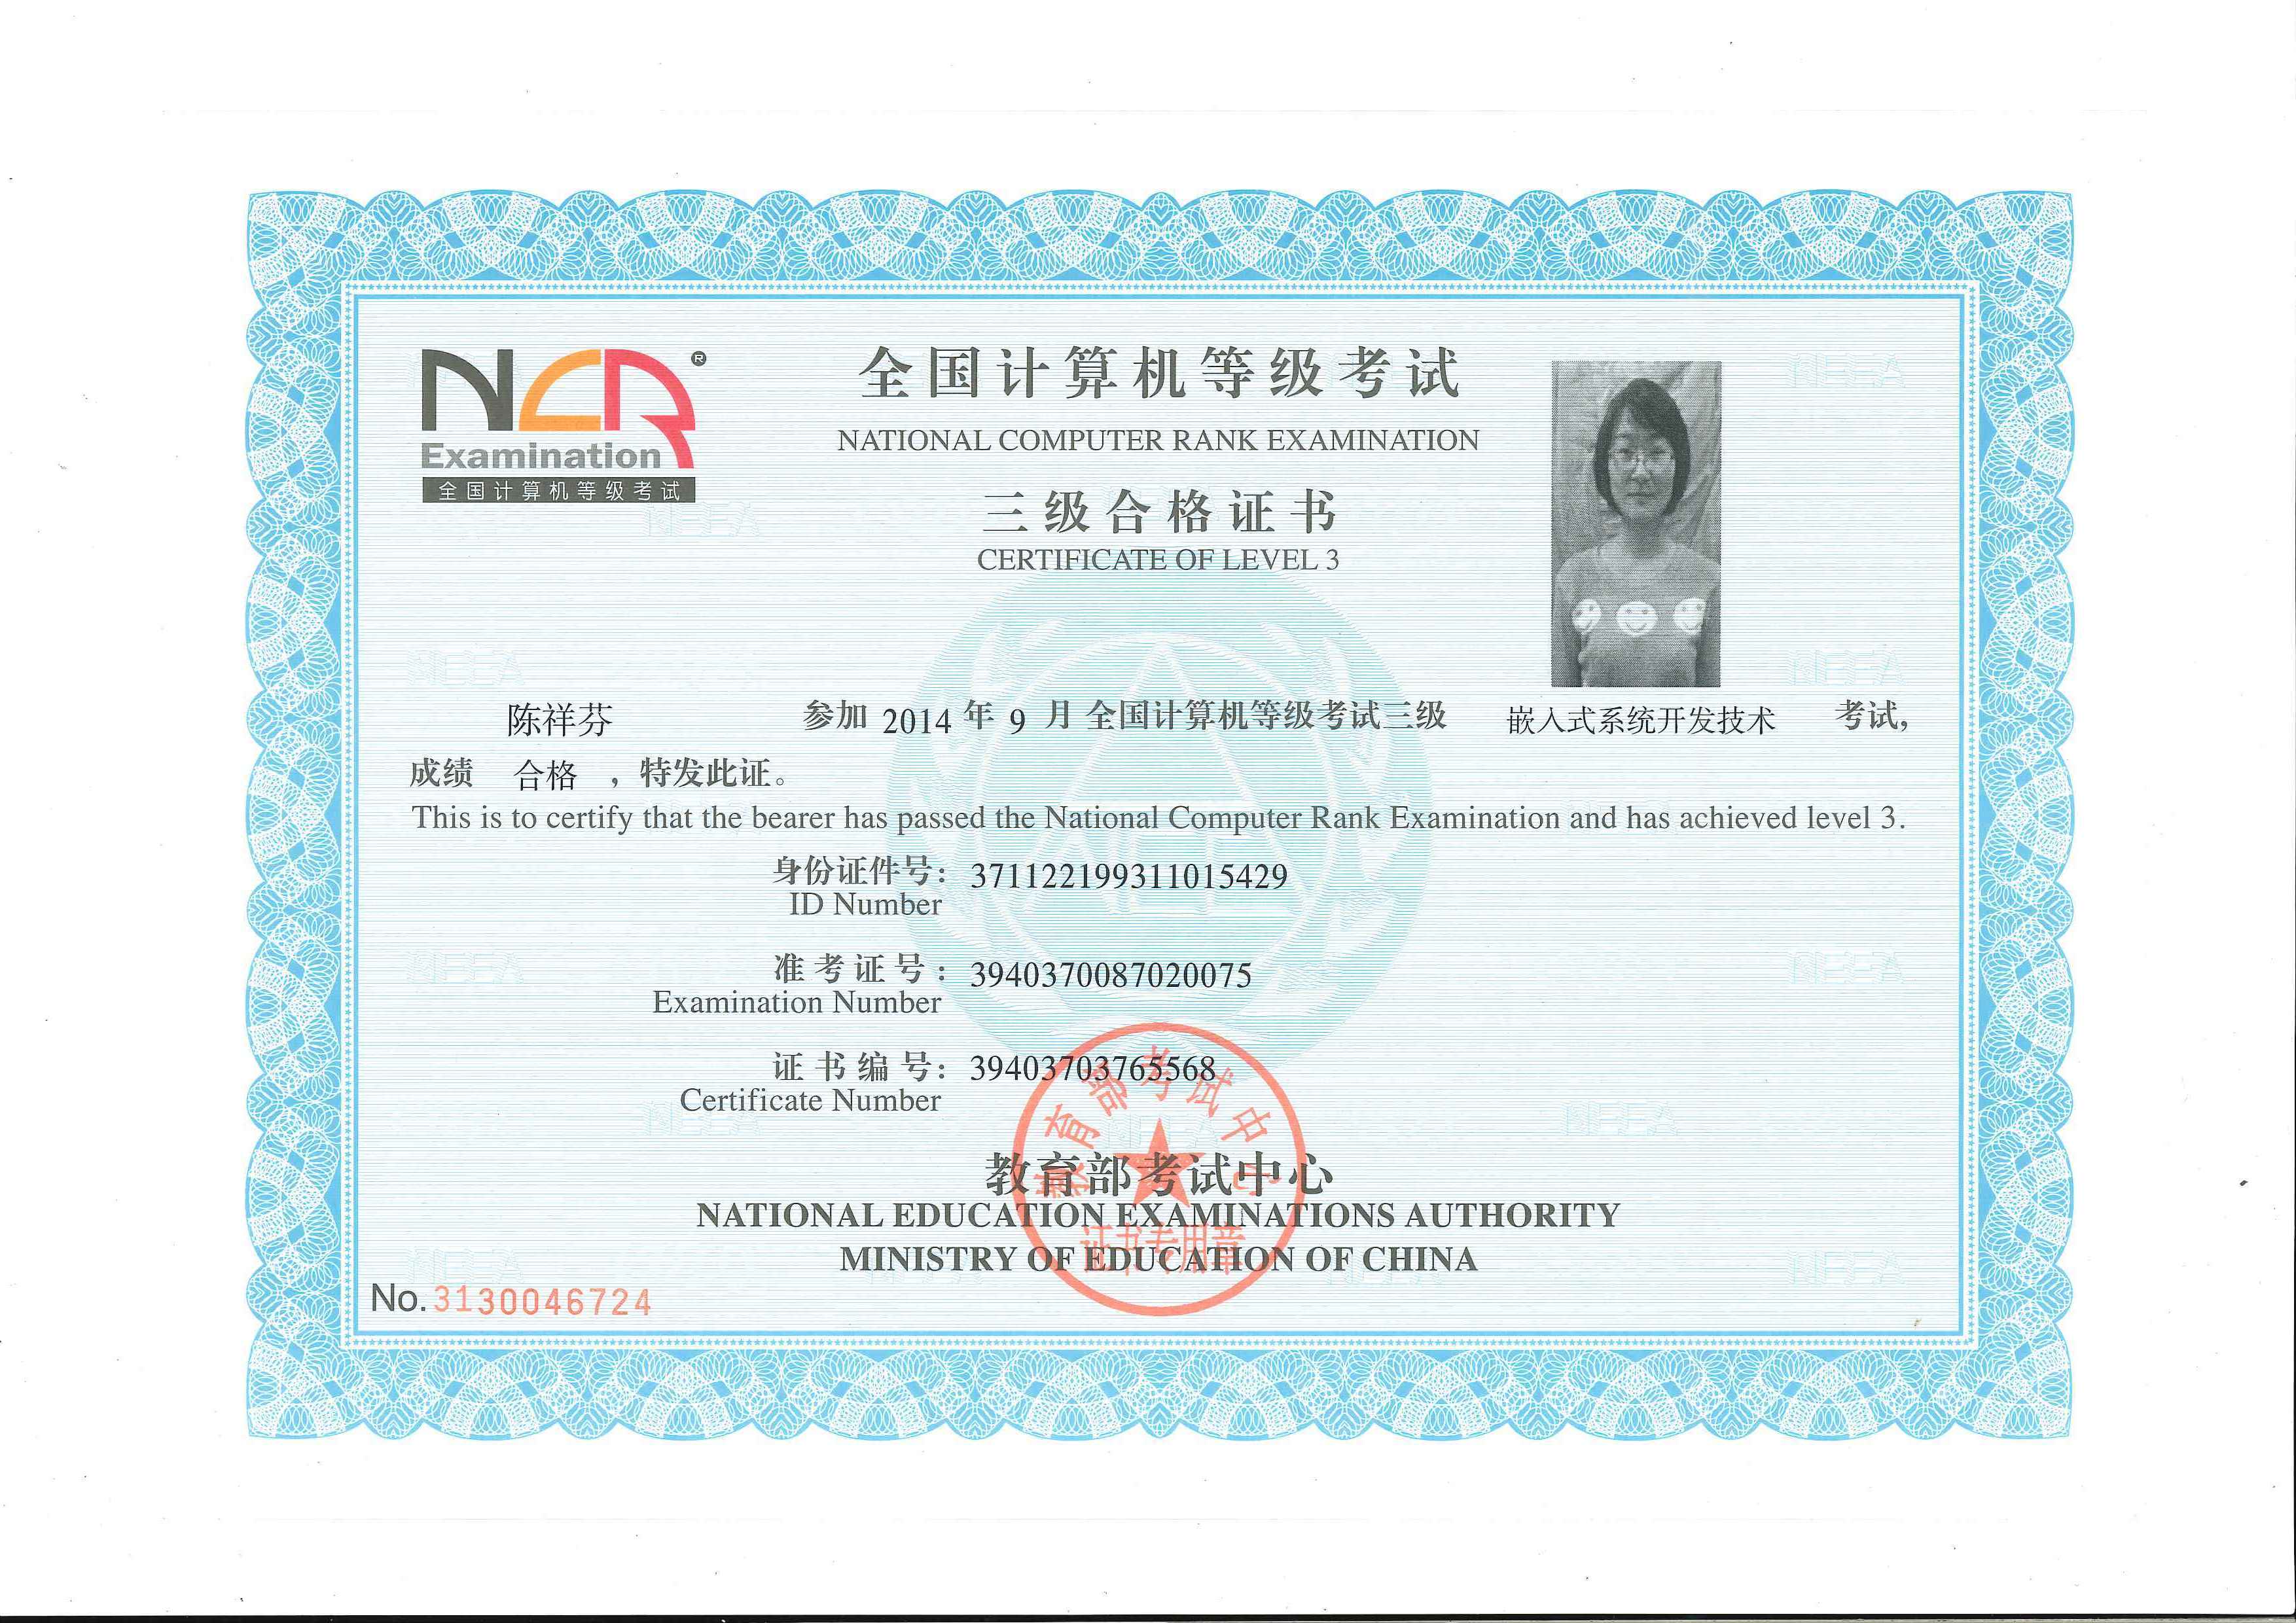 NCR®
Examination
全国计算机等级考试
全国计算机等级考试
NATIONAL COMPUTER RANK EXAMINATION
三级合格证书
CERTIFICATE OF LEVEL 3
陈祥芬 参加 2014 年 9 月 全国计算机等级考试三级 嵌入式系统开发技术 考试,
成绩 合格 ,特发此证。
This is to certify that the bearer has passed the National Computer Rank Examination and has achieved level 3.
身份证件号: 371122199311015429
ID Number
准考证号: 3940370087020075
Examination Number
证书编号: 39403703765568
Certificate Number
教育部考试中心
证书专用章
教育部考试中心
NATIONAL EDUCATION EXAMINATIONS AUTHORITY
MINISTRY OF EDUCATION OF CHINA
No. 3130046724